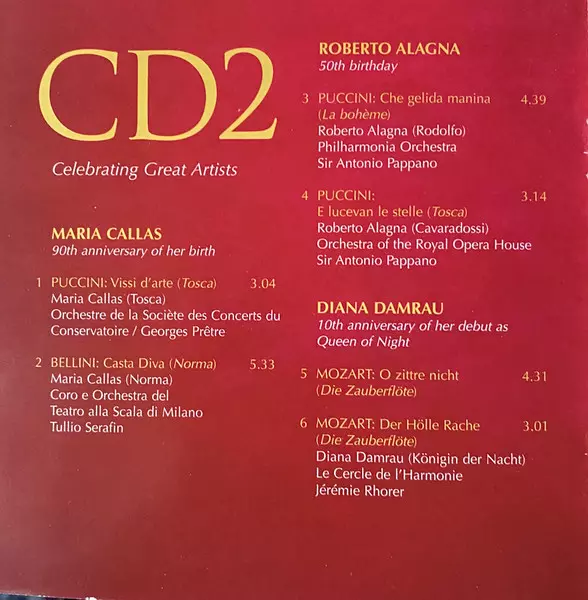 CD2
Celebrating Great Artists
MARIA CALLAS
90th anniversary of her birth
1 PUCCINI: Vissi d'arte (Tosca) 3.04
Maria Callas (Tosca)
Orchestre de la Sociète des Concerts du
Conservatoire / Georges Prêtre
2 BELLINI: Casta Diva (Norma) 5.33
Maria Callas (Norma)
Coro e Orchestra del
Teatro alla Scala di Milano
Tullio Serafin
ROBERTO ALAGNA
50th birthday
3 PUCCINI: Che gelida manina 4.39
(La bohème)
Roberto Alagna (Rodolfo)
Philharmonia Orchestra
Sir Antonio Pappano
4 PUCCINI: 3.14
E lucevan le stelle (Tosca)
Roberto Alagna (Cavaradossi)
Orchestra of the Royal Opera House
Sir Antonio Pappano
DIANA DAMRAU
10th anniversary of her debut as
Queen of Night
5 MOZART: O zittre nicht 4.31
(Die Zauberflöte)
6 MOZART: Der Hölle Rache 3.01
(Die Zauberflöte)
Diana Damrau (Königin der Nacht)
Le Cercle de l'Harmonie
Jérémie Rhorer